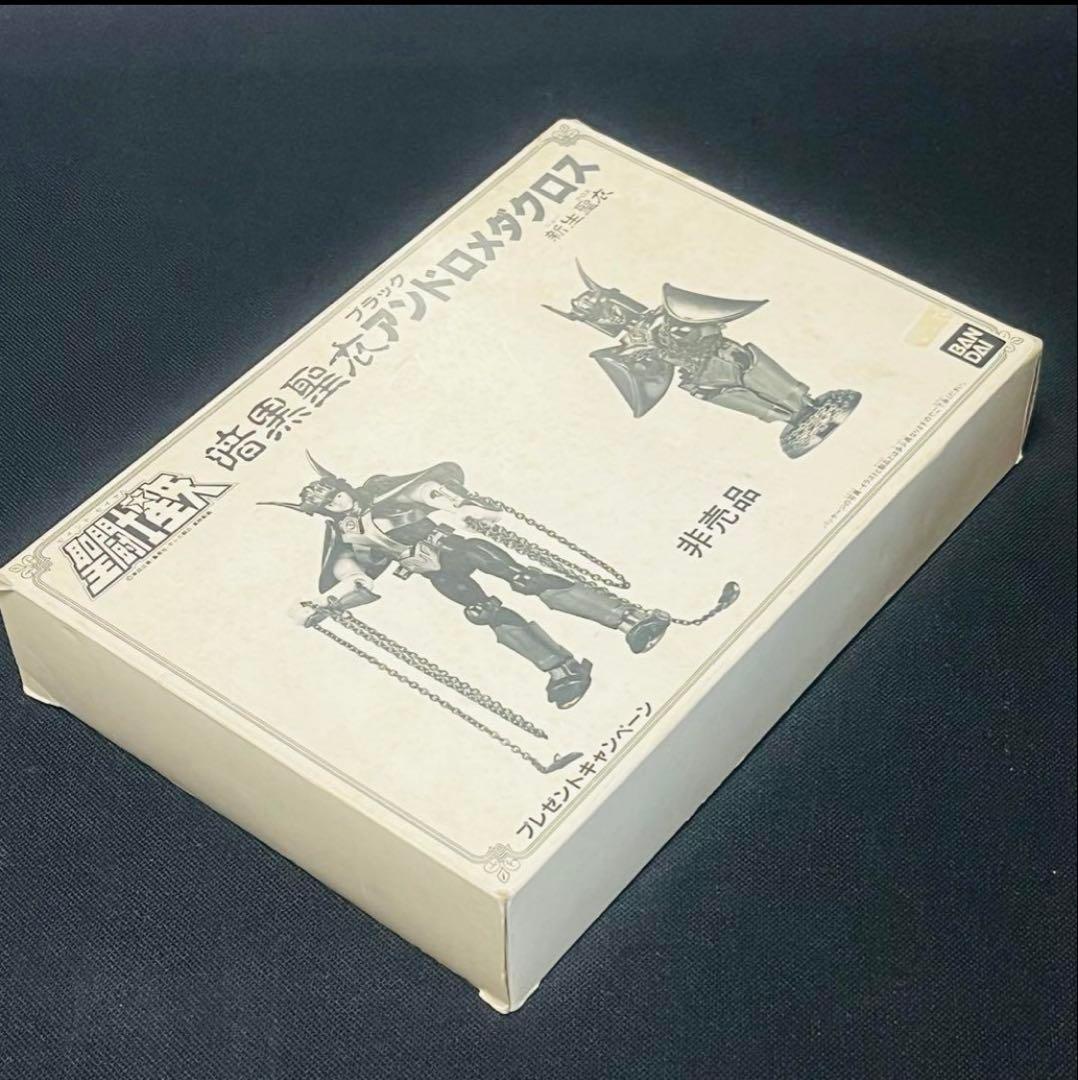 聖闘士星矢
暗黒聖衣アンドロメダクロス
ブラック
新生聖衣
BAN
DAI
非売品
プレゼントキャンペーン